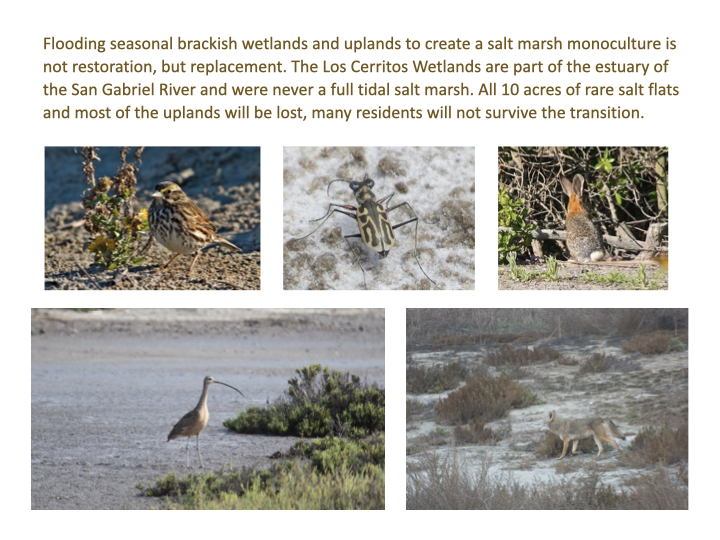 Flooding seasonal brackish wetlands and uplands to create a salt marsh monoculture is
not restoration, but replacement. The Los Cerritos Wetlands are part of the estuary of
the San Gabriel River and were never a full tidal salt marsh. All 10 acres of rare salt flats
and most of the uplands will be lost, many residents will not survive the transition.